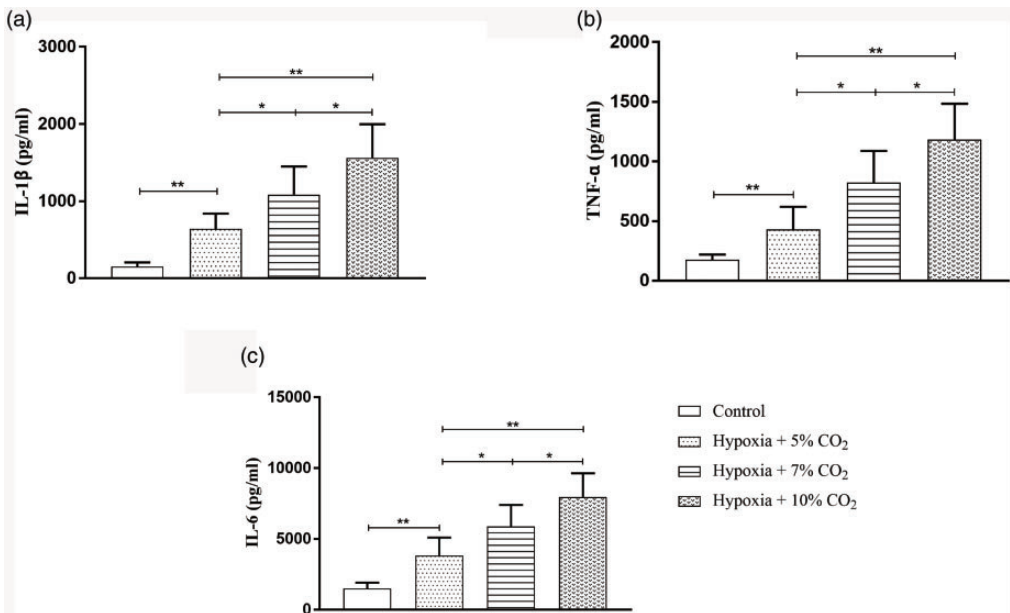 (a)
3000
2000
1000
0
IL-1β (pg/ml)
**
**
*
*
(b)
2000
1500
1000
500
0
TNF-α (pg/ml)
**
**
*
*
(c)
15000
10000
5000
0
IL-6 (pg/ml)
**
**
*
*
Control
Hypoxia + 5% CO₂
Hypoxia + 7% CO₂
Hypoxia + 10% CO₂